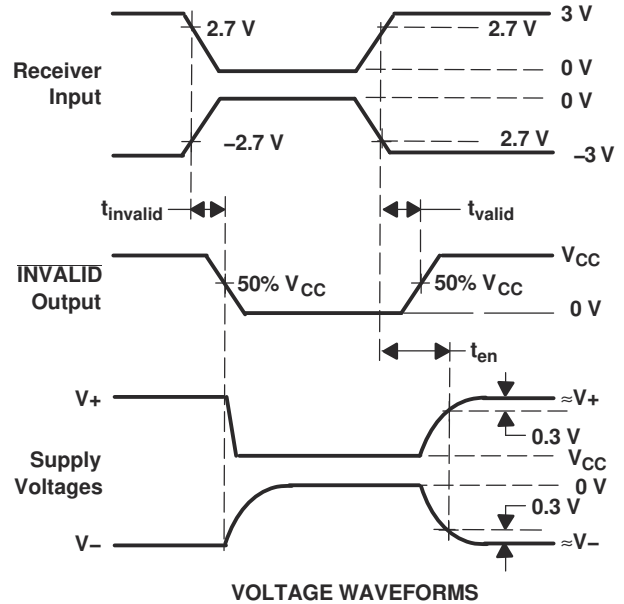 3 V
2.7 V
2.7 V
Receiver
Input
0 V
0 V
–2.7 V
2.7 V
–3 V
tinvalid
tvalid
INVALID
Output
VCC
50% VCC
50% VCC
0 V
ten
V+
≈V+
0.3 V
Supply
Voltages
VCC
0 V
0.3 V
V–
≈V–
VOLTAGE WAVEFORMS